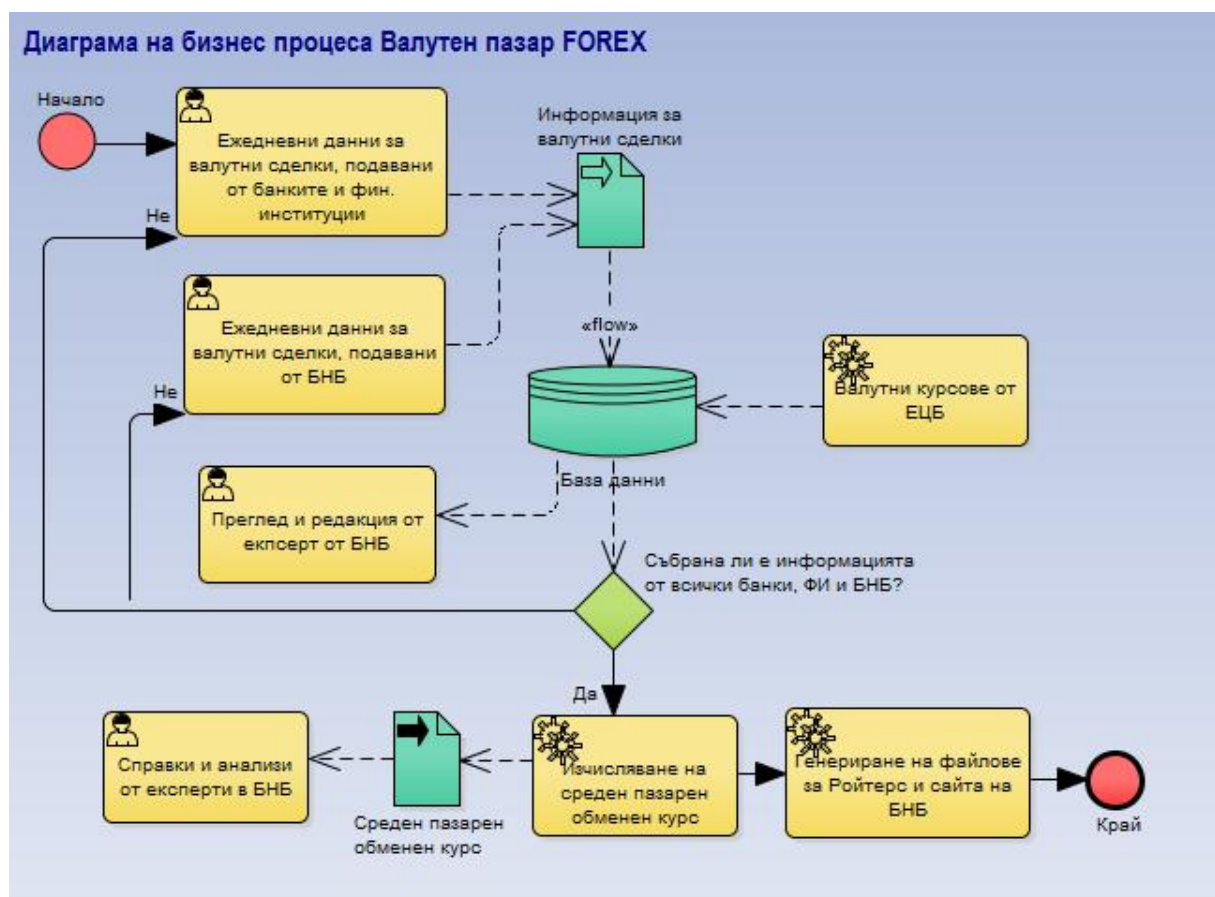 Диаграма на бизнес процеса Валутен пазар FOREX
Начало
Ежедневни данни за
валутни сделки, подавани
от банките и фин.
институции
Информация за
валутни сделки
Не
Ежедневни данни за
валутни сделки, подавани
от БНБ
«flow»
Валутни курсове от
ЕЦБ
Не
База данни
Преглед и редакция от
екпсерт от БНБ
Събрана ли е информацията
от всички банки, ФИ и БНБ?
Да
Справки и анализи
от експерти в БНБ
Среден пазарен
обменен курс
Изчисляване на
среден пазарен
обменен курс
Генериране на файлове
за Ройтерс и сайта на
БНБ
Край